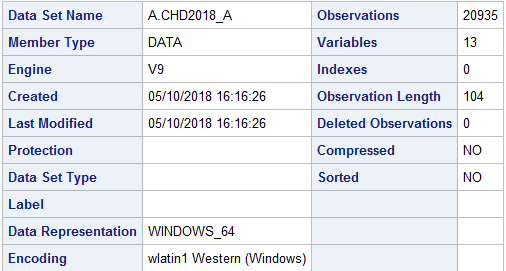 Data Set Name A.CHD2018_A Observations 20935
Member Type DATA Variables 13
Engine V9 Indexes 0
Created 05/10/2018 16:16:26 Observation Length 104
Last Modified 05/10/2018 16:16:26 Deleted Observations 0
Protection Compressed NO
Data Set Type Sorted NO
Label
Data Representation WINDOWS_64
Encoding wlatin1 Western (Windows)